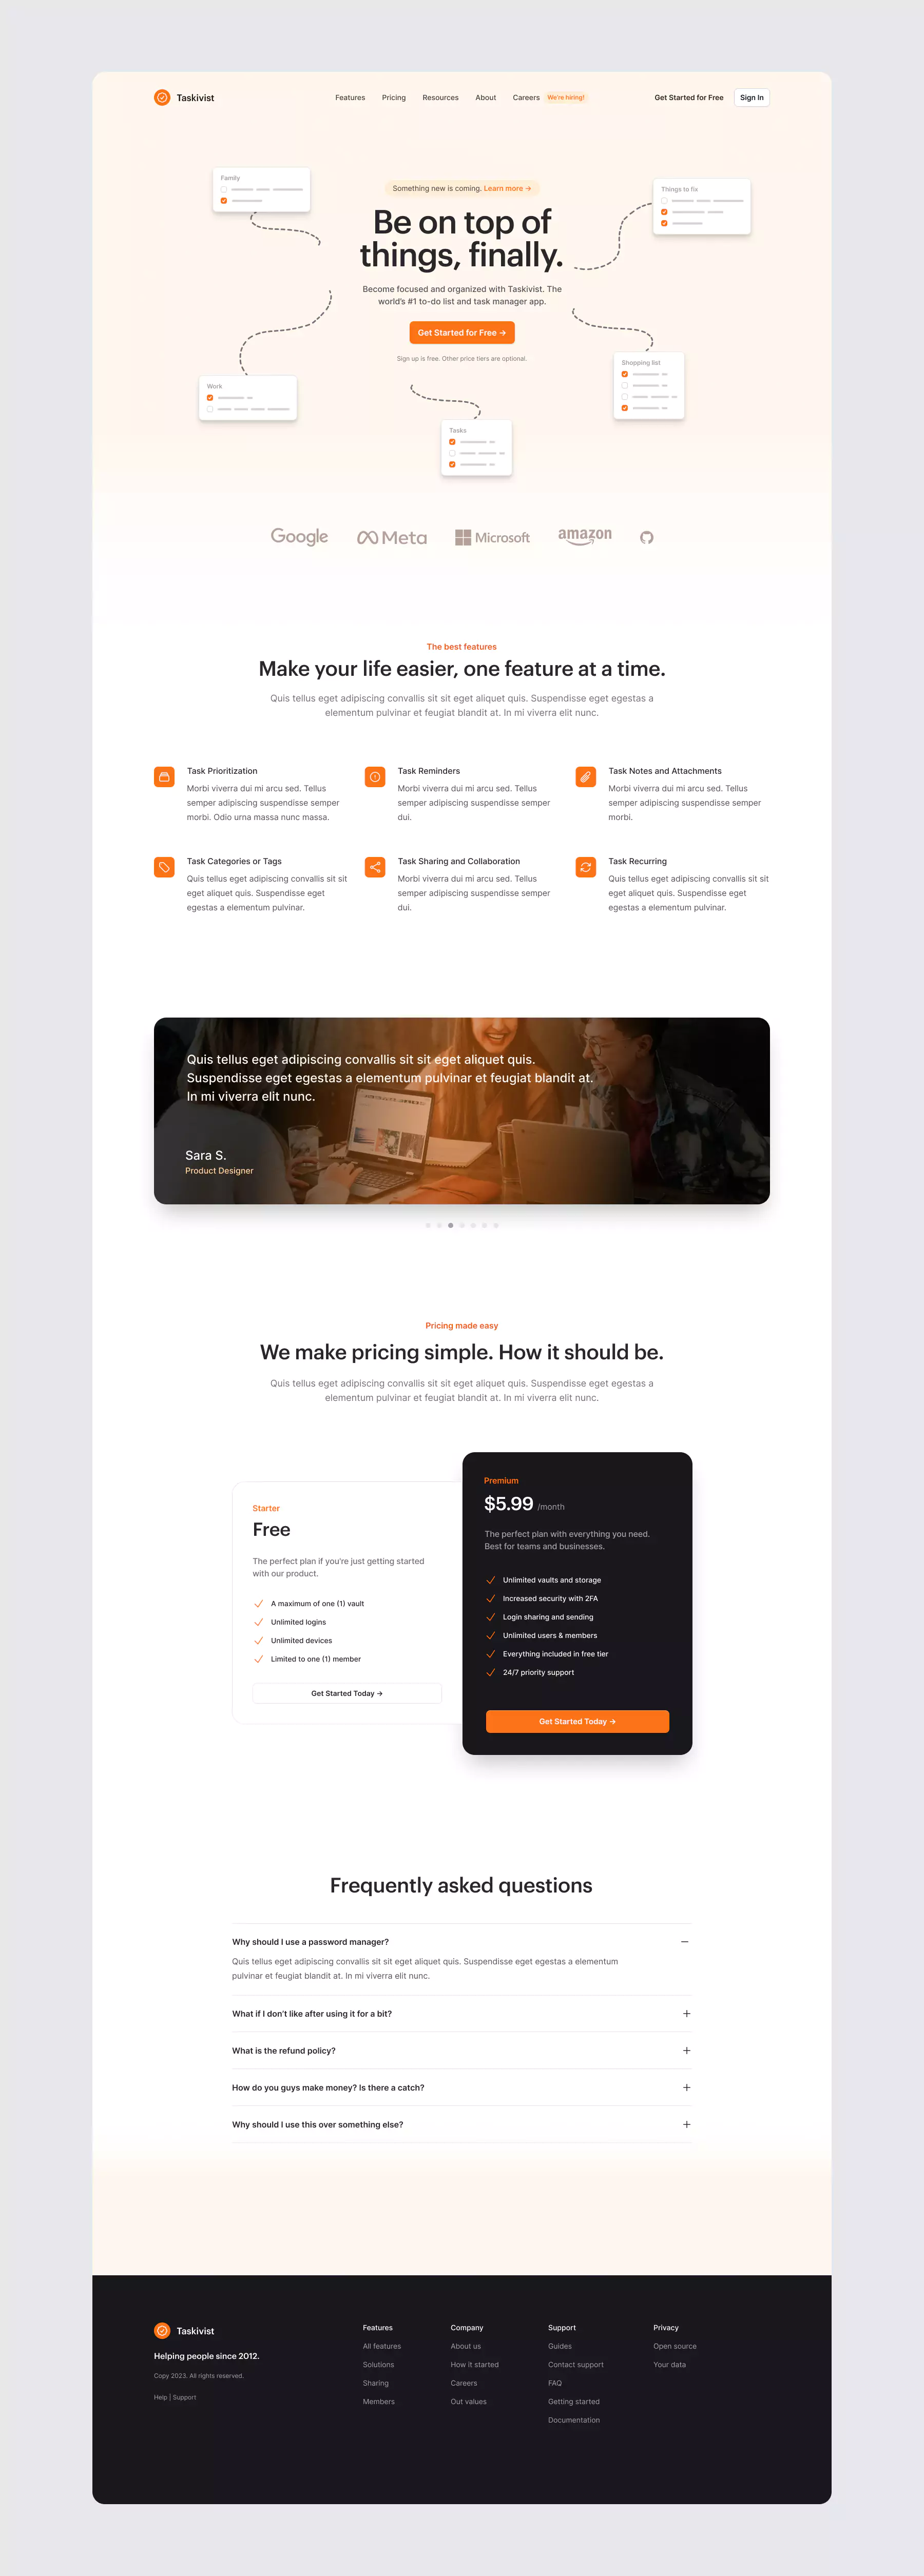 Taskivist
Features
Pricing
Resources
About
Careers
We're hiring!
Get Started for Free
Sign In
Family
Things to fix
Something new is coming. Learn more →
Be on top of
things, finally.
Become focused and organized with Taskivist. The
world's #1 to-do list and task manager app.
Get Started for Free →
Sign up is free. Other price tiers are optional.
Shopping list
Work
Tasks
Google
Meta
Microsoft
amazon
The best features
Make your life easier, one feature at a time.
Quis tellus eget adipiscing convallis sit sit eget aliquet quis. Suspendisse eget egestas a
elementum pulvinar et feugiat blandit at. In mi viverra elit nunc.
Task Prioritization
Morbi viverra dui mi arcu sed. Tellus
semper adipiscing suspendisse semper
morbi. Odio urna massa nunc massa.
Task Reminders
Morbi viverra dui mi arcu sed. Tellus
semper adipiscing suspendisse semper
dui.
Task Notes and Attachments
Morbi viverra dui mi arcu sed. Tellus
semper adipiscing suspendisse semper
morbi.
Task Categories or Tags
Quis tellus eget adipiscing convallis sit sit
eget aliquet quis. Suspendisse eget
egestas a elementum pulvinar.
Task Sharing and Collaboration
Morbi viverra dui mi arcu sed. Tellus
semper adipiscing suspendisse semper
dui.
Task Recurring
Quis tellus eget adipiscing convallis sit sit
eget aliquet quis. Suspendisse eget
egestas a elementum pulvinar.
Quis tellus eget adipiscing convallis sit sit eget aliquet quis.
Suspendisse eget egestas a elementum pulvinar et feugiat blandit at.
In mi viverra elit nunc.
Sara S.
Product Designer
Pricing made easy
We make pricing simple. How it should be.
Quis tellus eget adipiscing convallis sit sit eget aliquet quis. Suspendisse eget egestas a
elementum pulvinar et feugiat blandit at. In mi viverra elit nunc.
Starter
Free
The perfect plan if you're just getting started
with our product.
A maximum of one (1) vault
Unlimited logins
Unlimited devices
Limited to one (1) member
Get Started Today →
Premium
$5.99 /month
The perfect plan with everything you need.
Best for teams and businesses.
Unlimited vaults and storage
Increased security with 2FA
Login sharing and sending
Unlimited users & members
Everything included in free tier
24/7 priority support
Get Started Today →
Frequently asked questions
Why should I use a password manager?
Quis tellus eget adipiscing convallis sit sit eget aliquet quis. Suspendisse eget egestas a elementum
pulvinar et feugiat blandit at. In mi viverra elit nunc.
What if I don't like after using it for a bit?
What is the refund policy?
How do you guys make money? Is there a catch?
Why should I use this over something else?
Taskivist
Helping people since 2012.
Copy 2023. All rights reserved.
Help | Support
Features
All features
Solutions
Sharing
Members
Company
About us
How it started
Careers
Out values
Support
Guides
Contact support
FAQ
Getting started
Documentation
Privacy
Open source
Your data